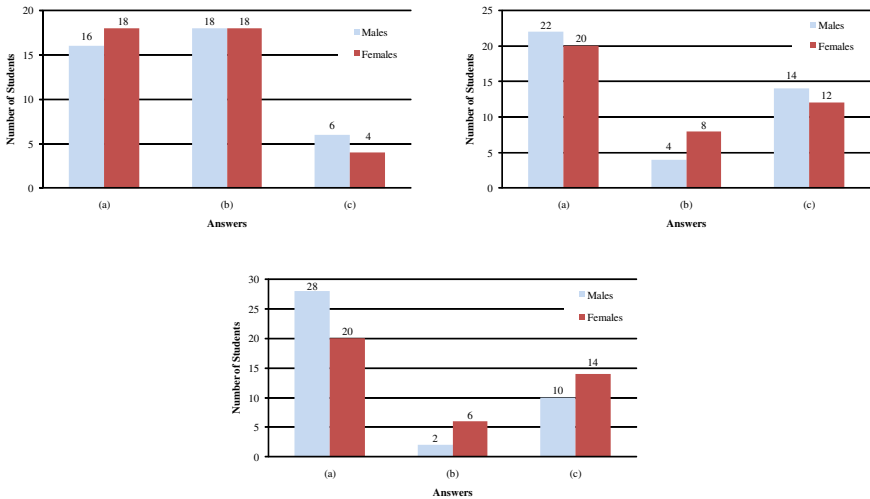 20
15
10
5
0
Number of Students
16
18
18
18
6
4
Males
Females
(a)
(b)
(c)
Answers
25
20
15
10
5
0
Number of Students
22
20
4
8
14
12
Males
Females
(a)
(b)
(c)
Answers
30
25
20
15
10
5
0
Number of Students
28
20
2
6
10
14
Males
Females
(a)
(b)
(c)
Answers